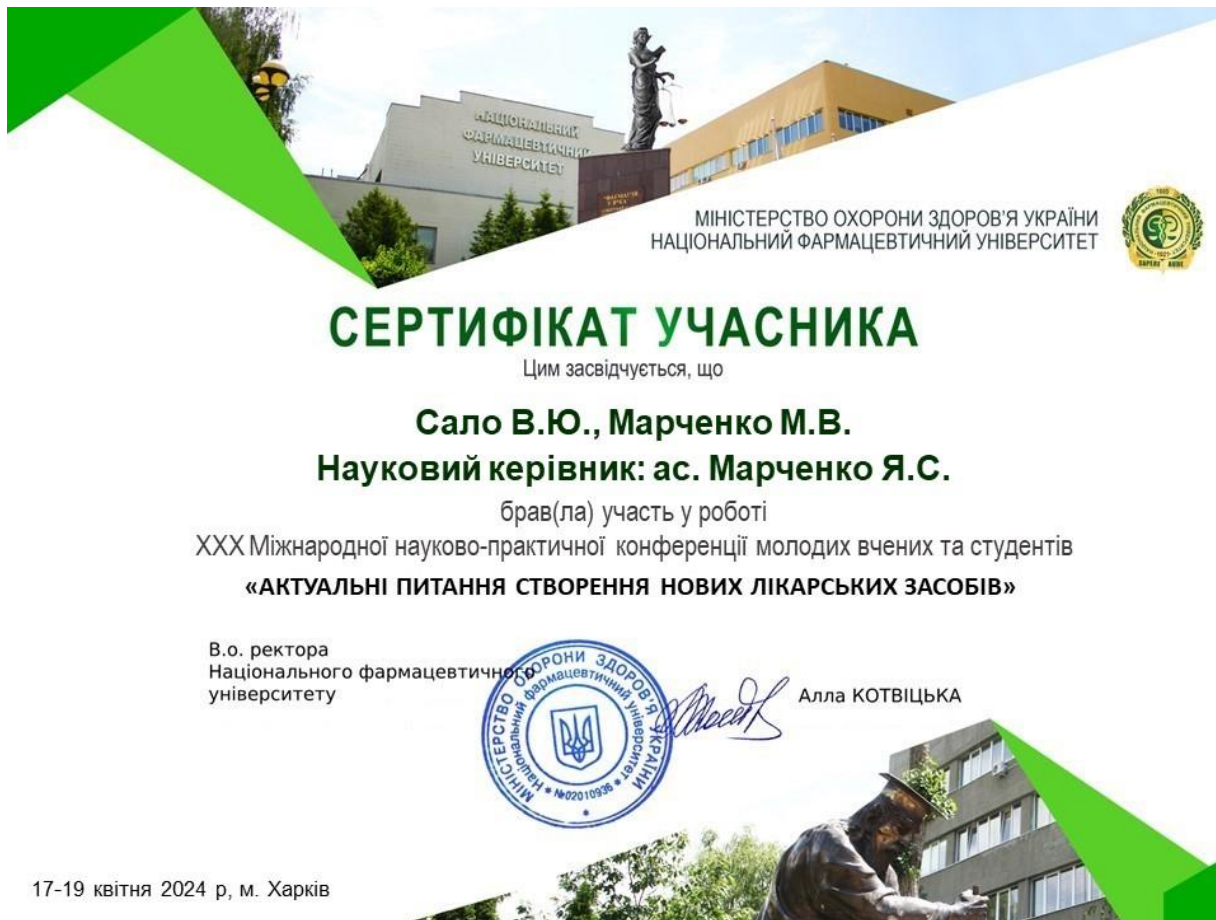 НАЦІОНАЛЬНИЙ
ФАРМАЦЕВТИЧНИЙ
УНІВЕРСИТЕТ
МІНІСТЕРСТВО ОХОРОНИ ЗДОРОВ'Я УКРАЇНИ
НАЦІОНАЛЬНИЙ ФАРМАЦЕВТИЧНИЙ УНІВЕРСИТЕТ
SAPERE AUDE
СЕРТИФІКАТ УЧАСНИКА
Цим засвідчується, що
Сало В.Ю., Марченко М.В.
Науковий керівник: ас. Марченко Я.С.
брав(ла) участь у роботі
XXX Міжнародної науково-практичної конференції молодих вчених та студентів
«АКТУАЛЬНІ ПИТАННЯ СТВОРЕННЯ НОВИХ ЛІКАРСЬКИХ ЗАСОБІВ»
В.о. ректора
Національного фармацевтичного
університету
МІНІСТЕРСТВО ОХОРОНИ ЗДОРОВ'Я УКРАЇНИ
Національний фармацевтичний університет
№02010936
Алла КОТВІЦЬКА
17-19 квітня 2024 р, м. Харків